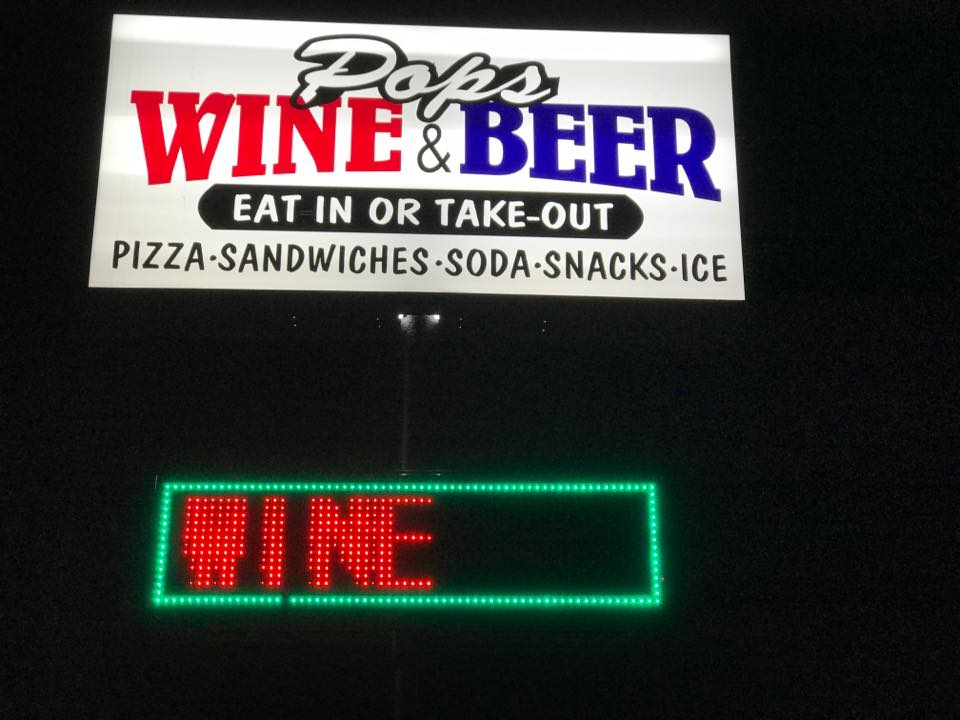 Pops
WINE & BEER
EAT IN OR TAKE-OUT
PIZZA·SANDWICHES·SODA·SNACKS·ICE
WINE